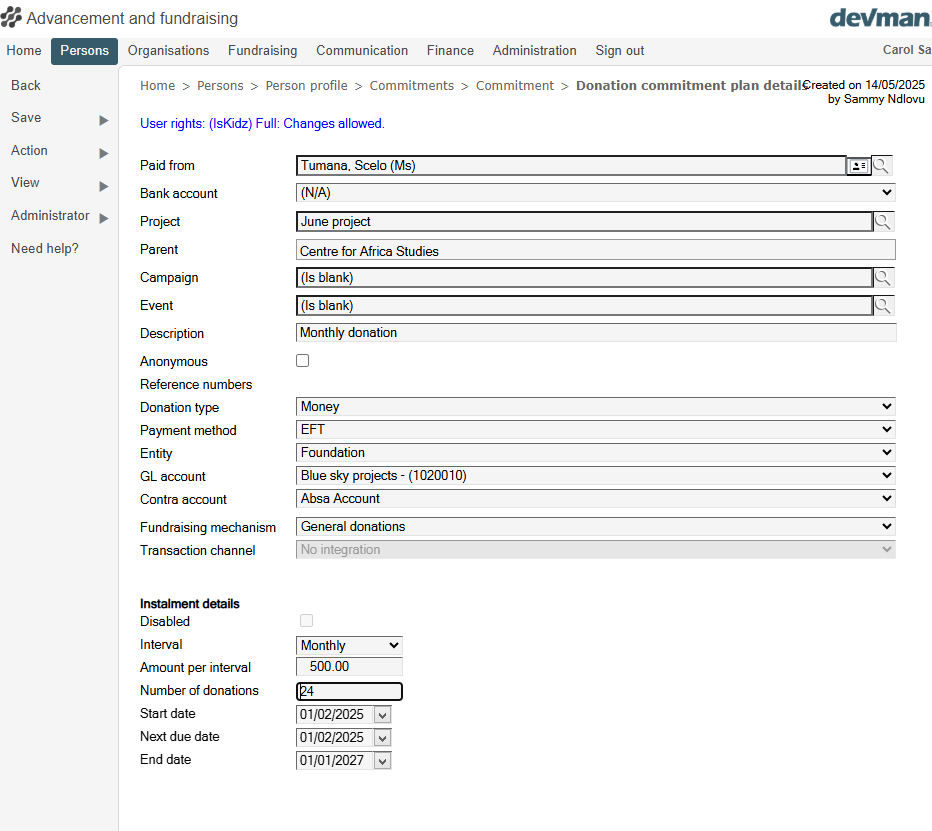 Advancement and fundraising
devman
Home Persons Organisations Fundraising Communication Finance Administration Sign out Carol Sa
Back
Save
Action
View
Administrator
Need help?
Home > Persons > Person profile > Commitments > Commitment > Donation commitment plan details
Created on 14/05/2025
by Sammy Ndlovu
User rights: (IsKidz) Full: Changes allowed.
Paid from Tumana, Scelo (Ms)
Bank account (N/A)
Project June project
Parent Centre for Africa Studies
Campaign (Is blank)
Event (Is blank)
Description Monthly donation
Anonymous
Reference numbers
Donation type Money
Payment method EFT
Entity Foundation
GL account Blue sky projects - (1020010)
Contra account Absa Account
Fundraising mechanism General donations
Transaction channel No integration
Instalment details
Disabled
Interval Monthly
Amount per interval 500.00
Number of donations 24
Start date 01/02/2025
Next due date 01/02/2025
End date 01/01/2027